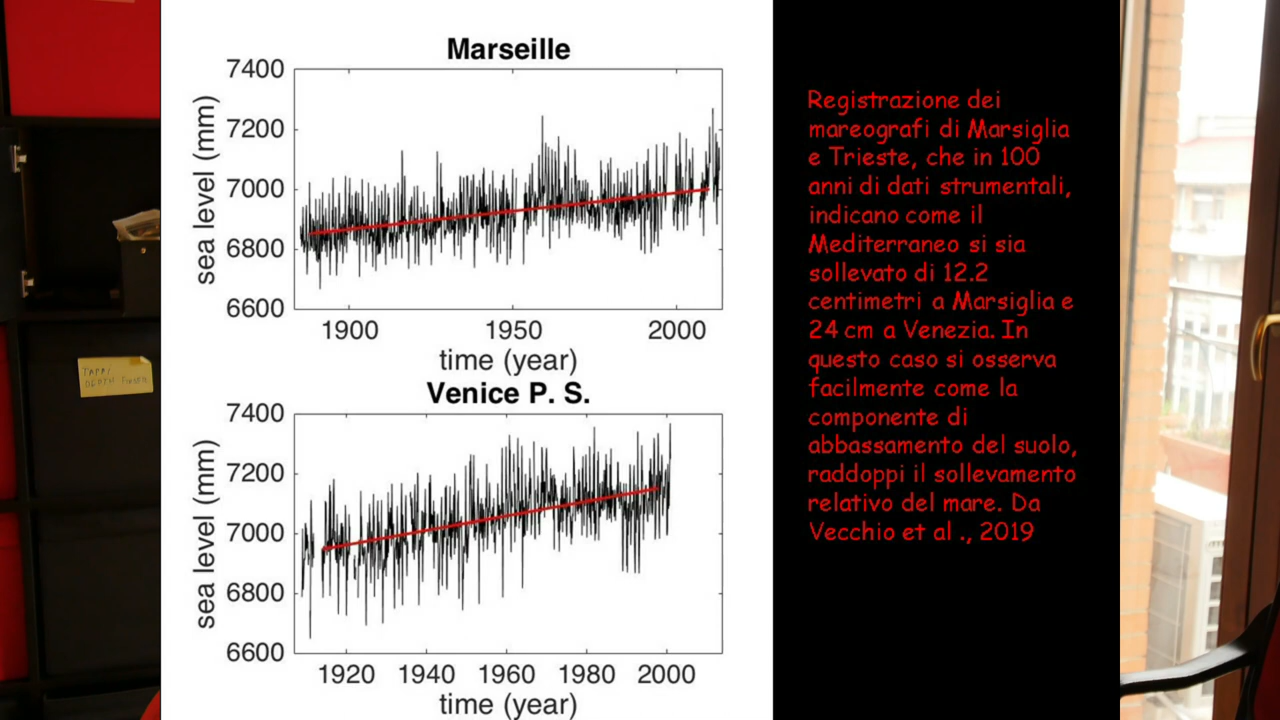 Marseille
7400
7200
7000
6800
6600
sea level (mm)
1900 1950 2000
time (year)
Venice P. S.
7400
7200
7000
6800
6600
sea level (mm)
1920 1940 1960 1980 2000
time (year)
Registrazione dei
mareografi di Marsiglia
e Trieste, che in 100
anni di dati strumentali,
indicano come il
Mediterraneo si sia
sollevato di 12.2
centimetri a Marsiglia e
24 cm a Venezia. In
questo caso si osserva
facilmente come la
componente di
abbassamento del suolo,
raddoppi il sollevamento
relativo del mare. Da
Vecchio et al ., 2019